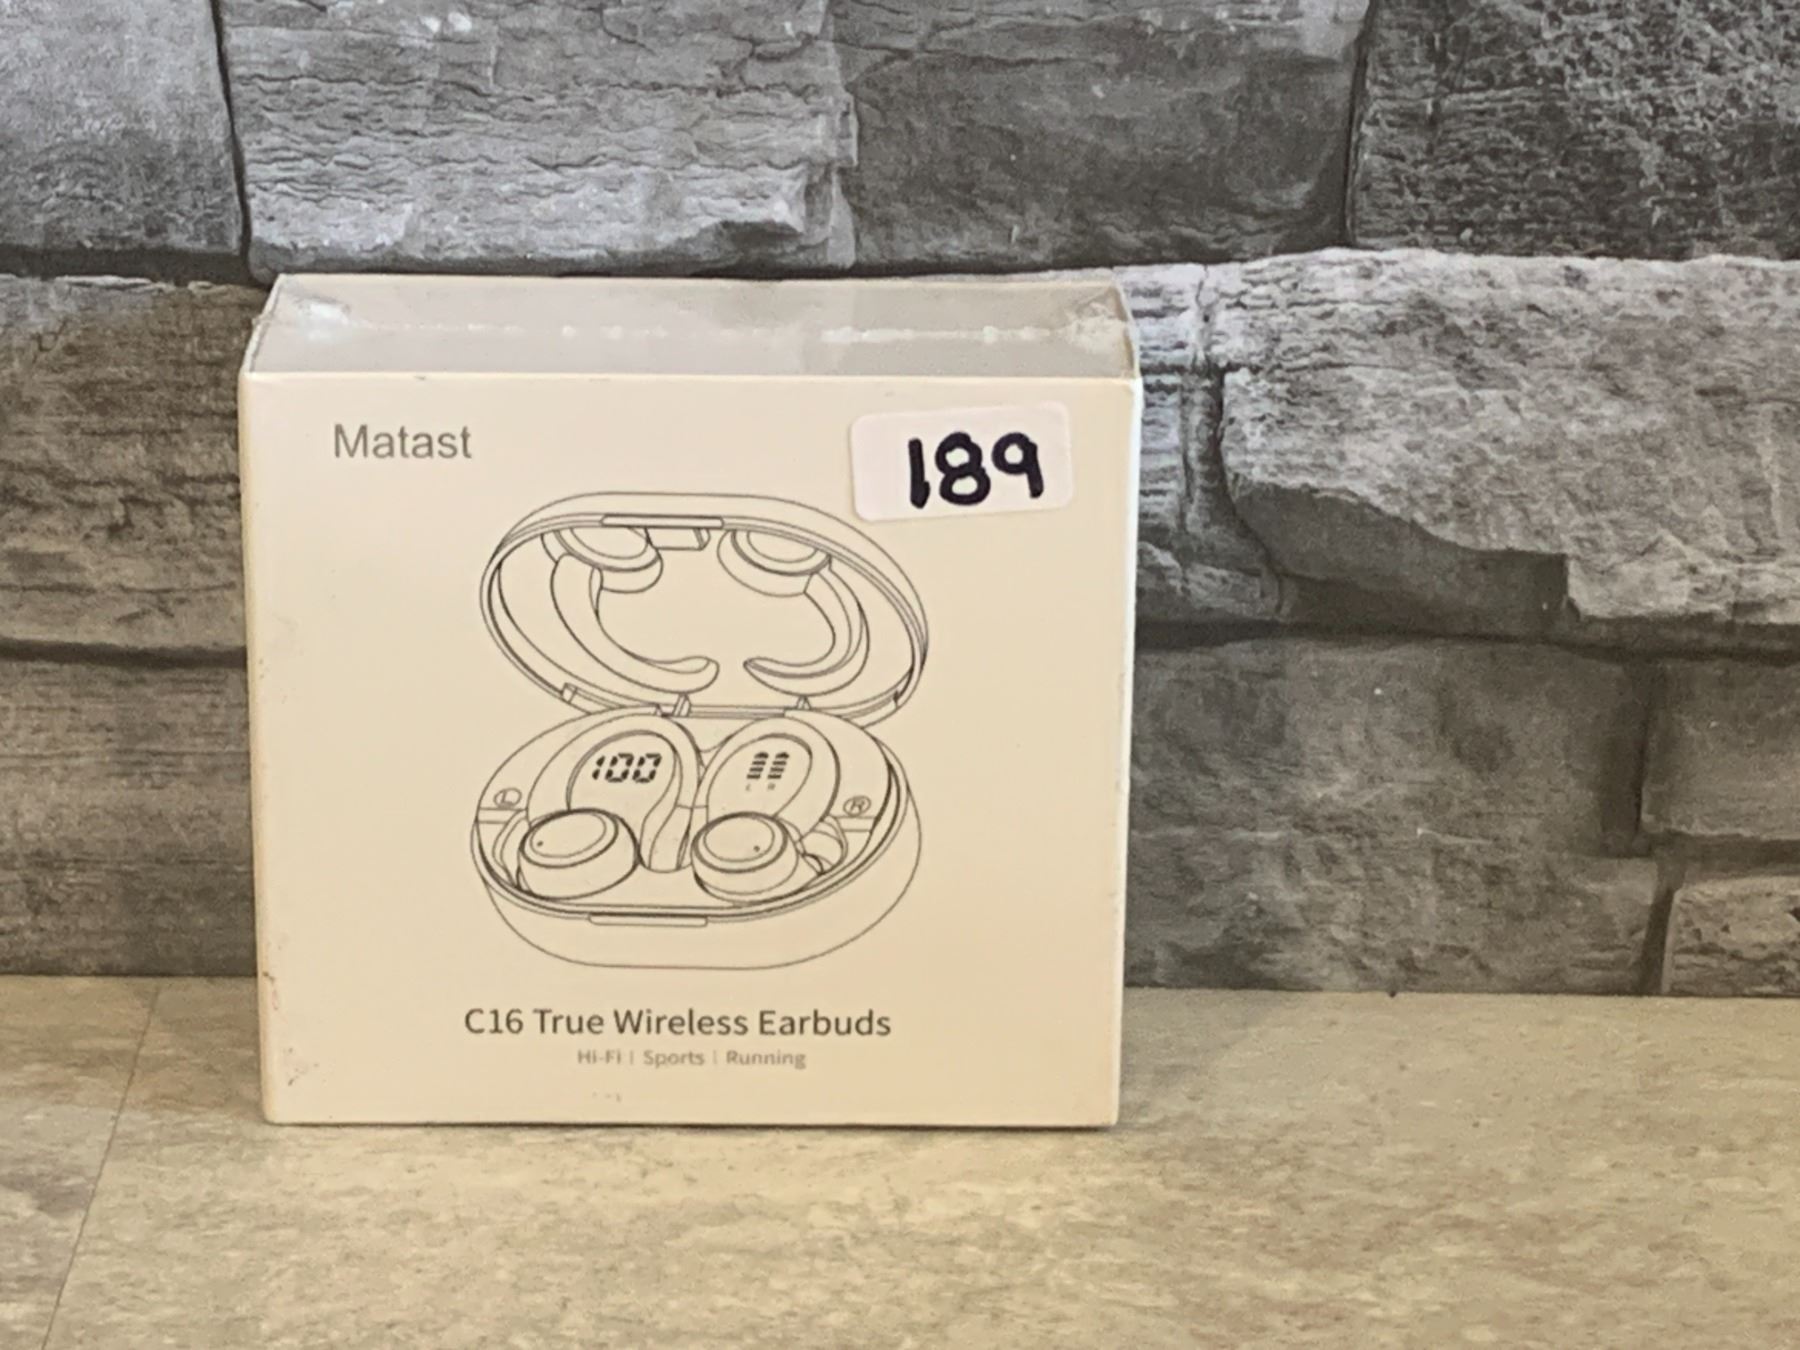 Matast
189
100
L R
L
R
C16 True Wireless Earbuds
Hi-Fi | Sports | Running